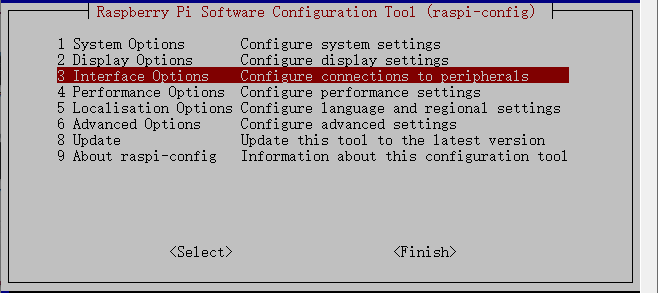 Raspberry Pi Software Configuration Tool (raspi-config)
1 System Options Configure system settings
2 Display Options Configure display settings
3 Interface Options Configure connections to peripherals
4 Performance Options Configure performance settings
5 Localisation Options Configure language and regional settings
6 Advanced Options Configure advanced settings
8 Update Update this tool to the latest version
9 About raspi-config Information about this configuration tool
<Select> <Finish>